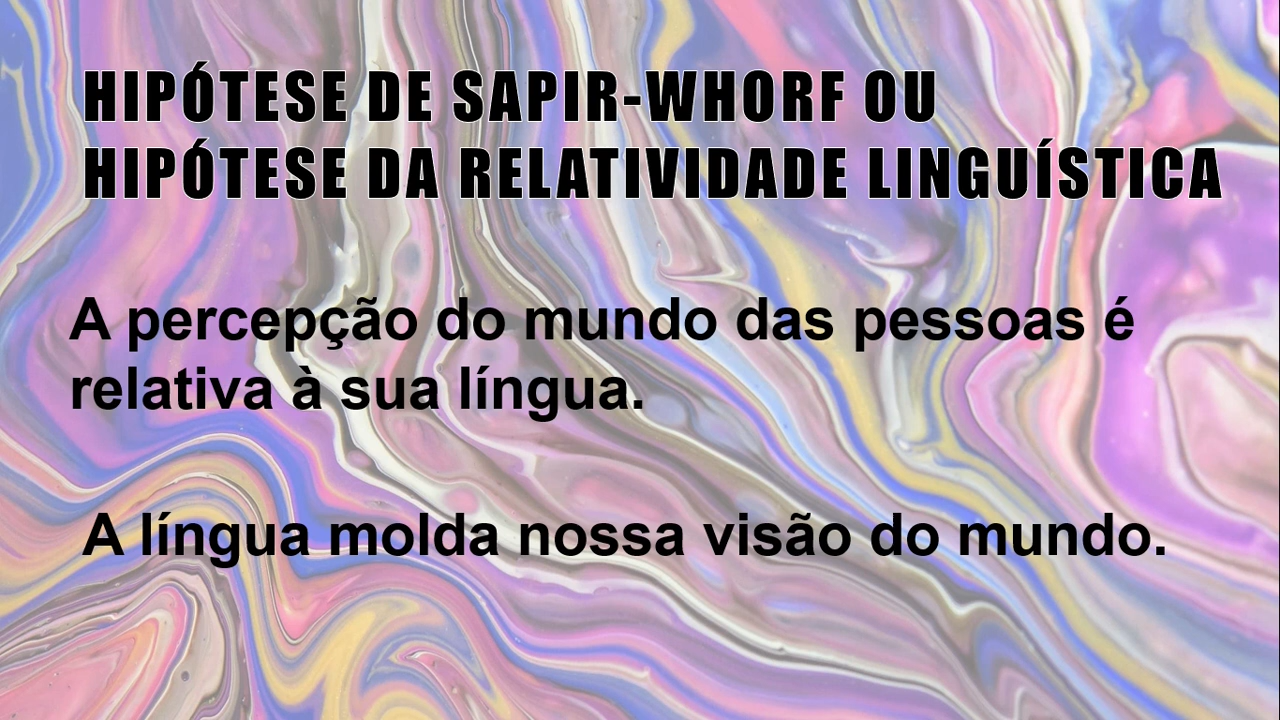 HIPÓTESE DE SAPIR-WHORF OU
HIPÓTESE DA RELATIVIDADE LINGUÍSTICA
A percepção do mundo das pessoas é
relativa à sua língua.
A língua molda nossa visão do mundo.